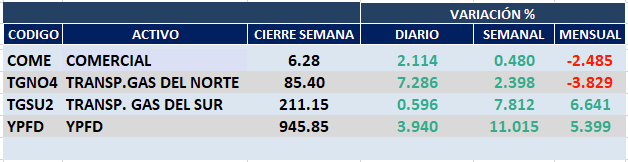 VARIACIÓN %
CODIGO ACTIVO CIERRE SEMANA DIARIO SEMANAL MENSUAL
COME COMERCIAL 6.28 2.114 0.480 -2.485
TGNO4 TRANSP.GAS DEL NORTE 85.40 7.286 2.398 -3.829
TGSU2 TRANSP. GAS DEL SUR 211.15 0.596 7.812 6.641
YPFD YPFD 945.85 3.940 11.015 5.399